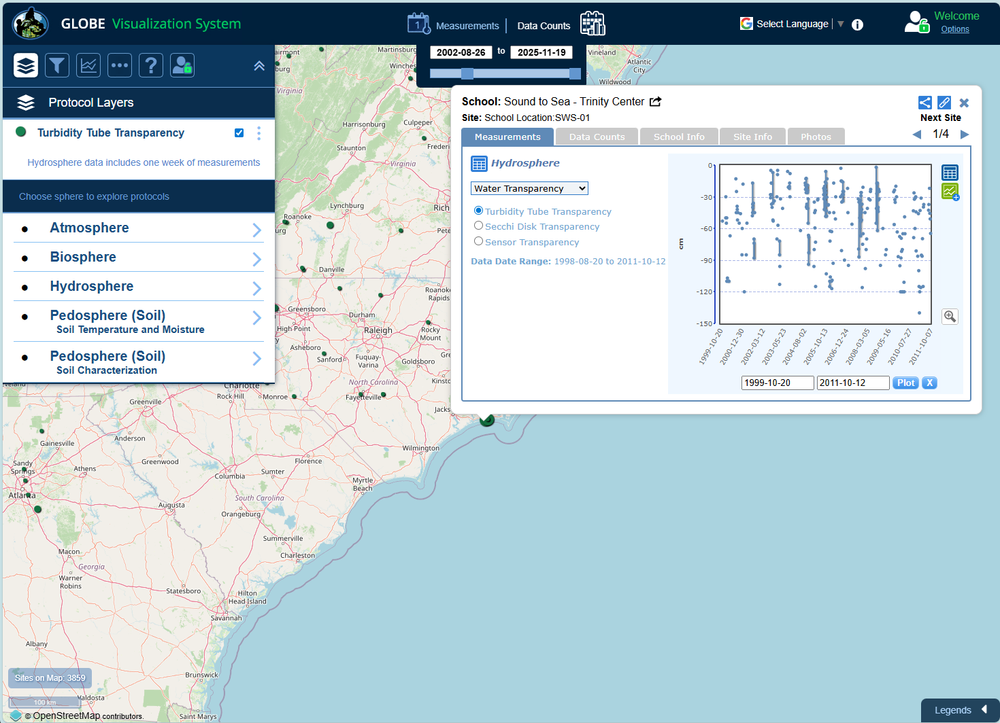 GLOBE Visualization System
1
Measurements
Data Counts
Select Language
Welcome
Options
2002-08-26 to 2025-11-19
Protocol Layers
Turbidity Tube Transparency
Hydrosphere data includes one week of measurements
Choose sphere to explore protocols
Atmosphere
Biosphere
Hydrosphere
Pedosphere (Soil)
Soil Temperature and Moisture
Pedosphere (Soil)
Soil Characterization
School: Sound to Sea - Trinity Center
Site: School Location:SWS-01
Next Site
1/4
Measurements
Data Counts
School Info
Site Info
Photos
Hydrosphere
Water Transparency
Turbidity Tube Transparency
Secchi Disk Transparency
Sensor Transparency
Data Date Range: 1998-08-20 to 2011-10-12
cm
0
-30
-60
-90
-120
-150
1999-10-20
2000-12-30
2002-03-12
2003-05-23
2004-08-02
2005-10-13
2006-12-24
2008-03-05
2009-05-16
2010-07-27
2011-10-07
1999-10-20
2011-10-12
Plot
X
Martinsburg
Vineland
Atlantic
City
Wildwood
Virginia
Harrisonburg
Culpeper
Staunton
Virginia
Lynchburg
Roanoke
Danville
Roanoke
Rapids
Greensboro
Durham
High Point
Raleigh
Rocky
Mount
Asheboro
Sanford
Fuquay-
Varina
Goldsboro
North Carolina
Charlotte
Rock Hill
Monroe
Fayetteville
Greenville
Anderson
Wilmington
Gainesville
Greenwood
Florence
Sandy
Springs
Athens
Columbia
Sumter
Myrtle
Beach
Atlanta
South Carolina
Augusta
Orangeburg
Summerville
Macon
Charleston
Georgia
Warner
Robins
Statesboro
Hilton
Head Island
Savannah
Albany
Brunswick
Valdosta
Saint Marys
Sites on Map: 3859
100 km
© OpenStreetMap contributors.
Legends